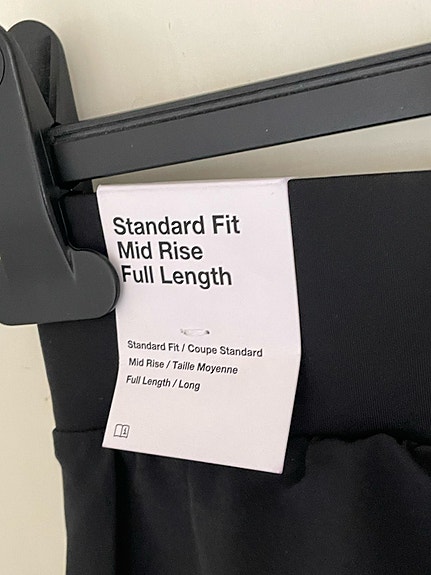 Standard Fit
Mid Rise
Full Length
Standard Fit / Coupe Standard
Mid Rise / Taille Moyenne
Full Length / Long